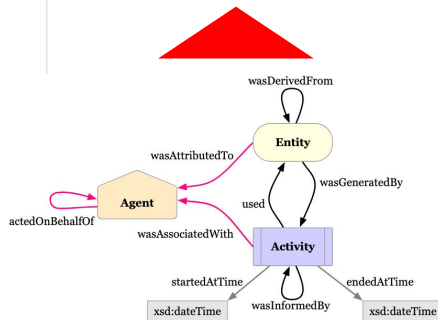 wasDerivedFrom
Entity
wasAttributedTo
wasGeneratedBy
used
Agent
actedOnBehalfOf
wasAssociatedWith
Activity
startedAtTime
endedAtTime
wasInformedBy
xsd:dateTime
xsd:dateTime